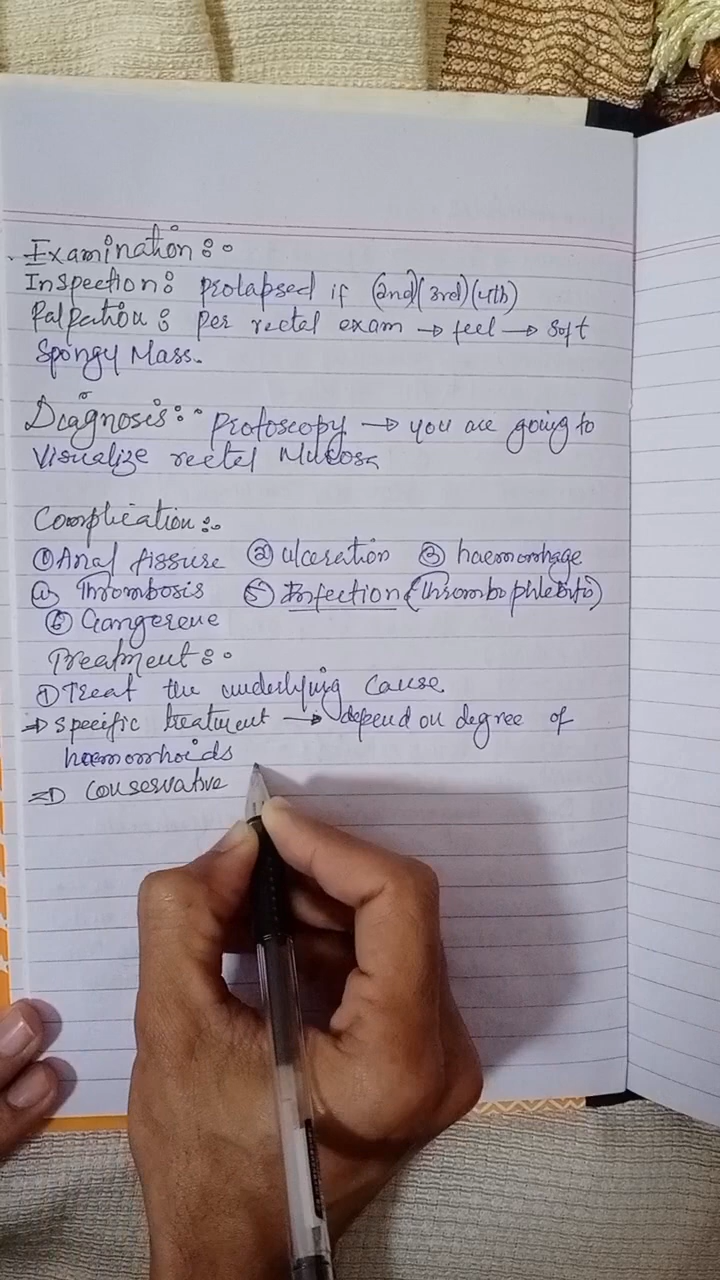 Examination:-
Inspection: prolapsed if (2nd)(3rd)(4th)
Palpation: per rectal exam → feel → soft
Spongy Mass.
Diagnosis:- Protoscopy → you are going to
Visualize rectal Mucosa
Complication:-
① Anal fissure ② ulceration ③ haemorrhage
④ Thrombosis ⑤ Infection (Thrombophlebitis)
⑥ Gangerene
Treatment:-
① Treat the underlying cause
⇒ Specific treatment → depend on degree of
haemorrhoids
⇒ Conservative